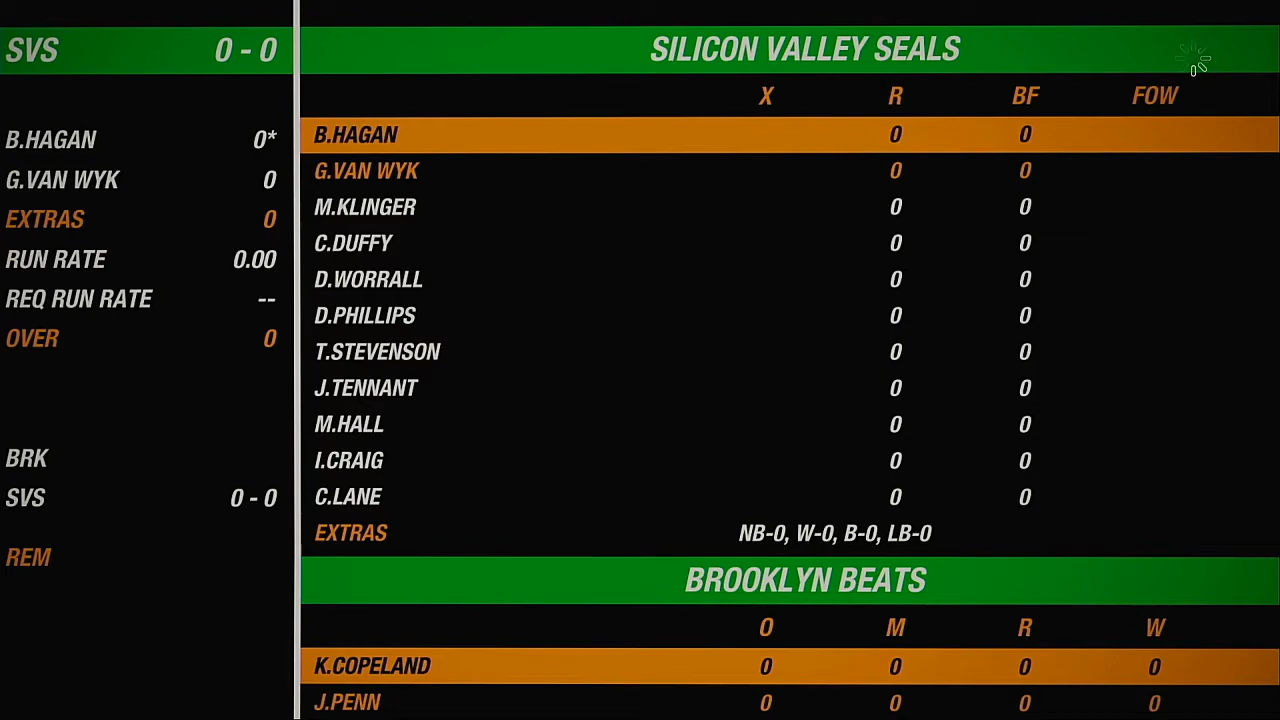 SVS 0 - 0
B.HAGAN 0*
G.VAN WYK 0
EXTRAS 0
RUN RATE 0.00
REQ RUN RATE --
OVER 0
BRK
SVS 0 - 0
REM
SILICON VALLEY SEALS
X R BF FOW
B.HAGAN 0 0
G.VAN WYK 0 0
M.KLINGER 0 0
C.DUFFY 0 0
D.WORRALL 0 0
D.PHILLIPS 0 0
T.STEVENSON 0 0
J.TENNANT 0 0
M.HALL 0 0
I.CRAIG 0 0
C.LANE 0 0
EXTRAS NB-0, W-0, B-0, LB-0
BROOKLYN BEATS
O M R W
K.COPELAND 0 0 0 0
J.PENN 0 0 0 0